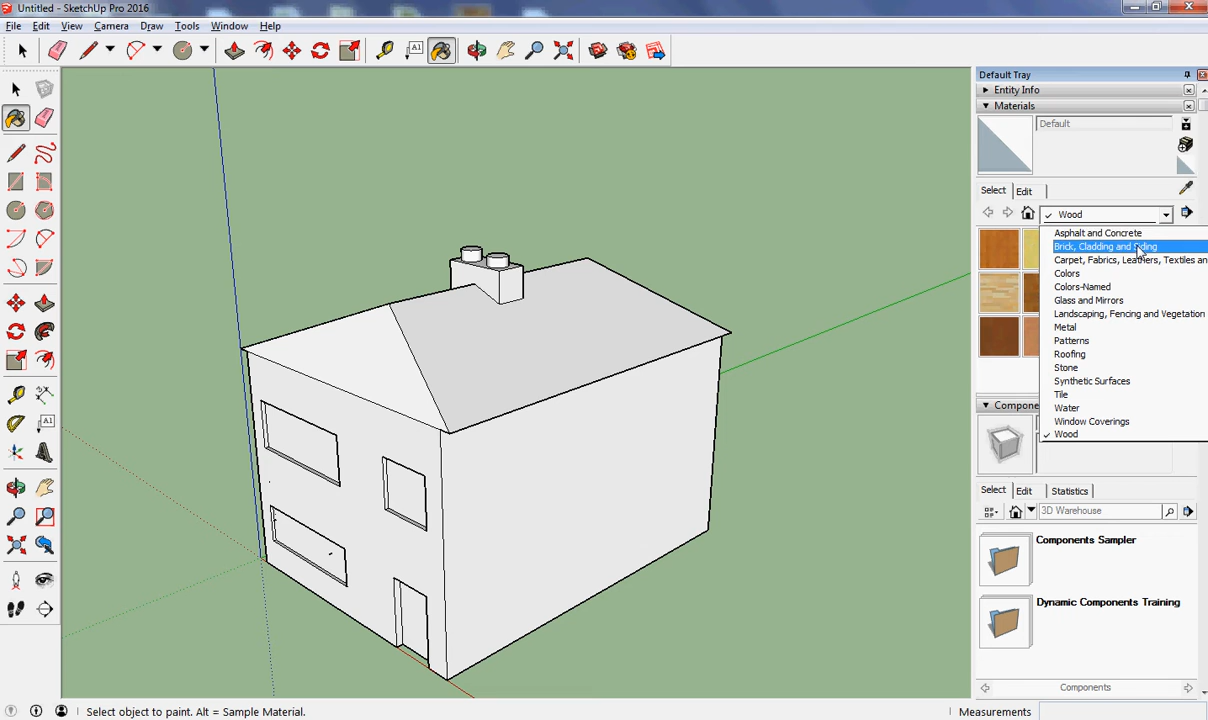 Untitled - SketchUp Pro 2016
File Edit View Camera Draw Tools Window Help
A1
Default Tray
Entity Info
Materials
Default
Select Edit
Wood
Asphalt and Concrete
Brick, Cladding and Siding
Carpet, Fabrics, Leathers, Textiles an
Colors
Colors-Named
Glass and Mirrors
Landscaping, Fencing and Vegetation
Metal
Patterns
Roofing
Stone
Synthetic Surfaces
Tile
Water
Window Coverings
Wood
A1
Select Edit Statistics
3D Warehouse
Components Sampler
Dynamic Components Training
Components
Select object to paint. Alt = Sample Material.
Measurements